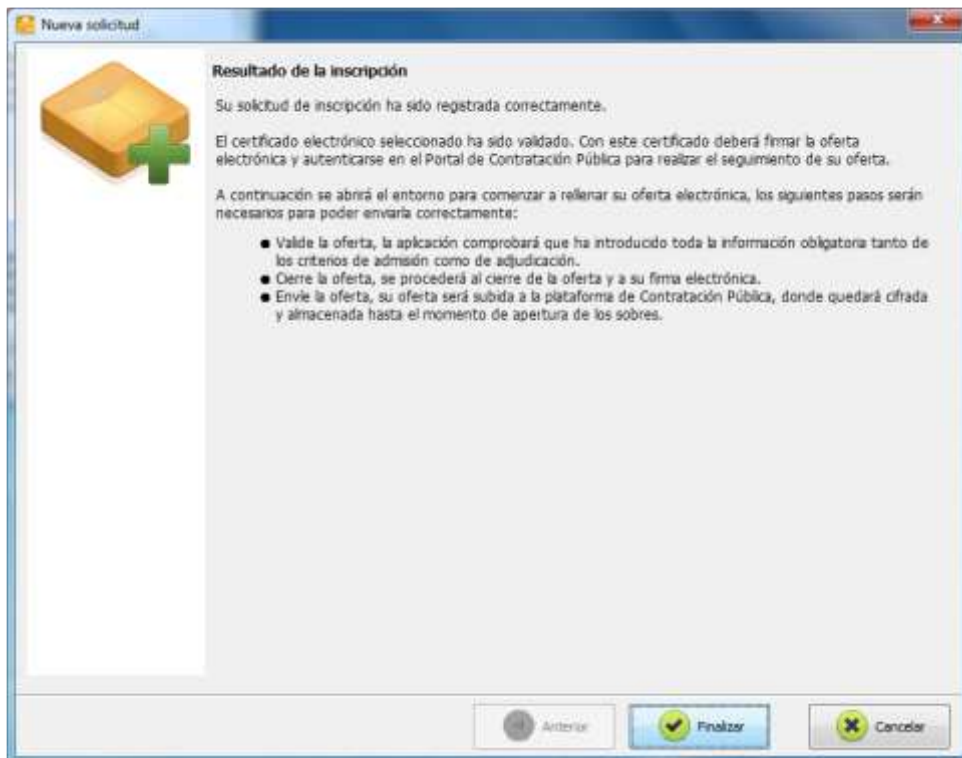 Nueva solicitud
Resultado de la inscripción
Su solicitud de inscripción ha sido registrada correctamente.
El certificado electrónico seleccionado ha sido validado. Con este certificado deberá firmar la oferta
electrónica y autenticarse en el Portal de Contratación Pública para realizar el seguimiento de su oferta.
A continuación se abrirá el entorno para comenzar a rellenar su oferta electrónica, los siguientes pasos serán
necesarios para poder enviarla correctamente:
● Valide la oferta, la aplicación comprobará que ha introducido toda la información obligatoria tanto de
los criterios de admisión como de adjudicación.
● Cierre la oferta, se procederá al cierre de la oferta y a su firma electrónica.
● Envíe la oferta, su oferta será subida a la plataforma de Contratación Pública, donde quedará cifrada
y almacenada hasta el momento de apertura de los sobres.
Anterior Finalizar Cancelar